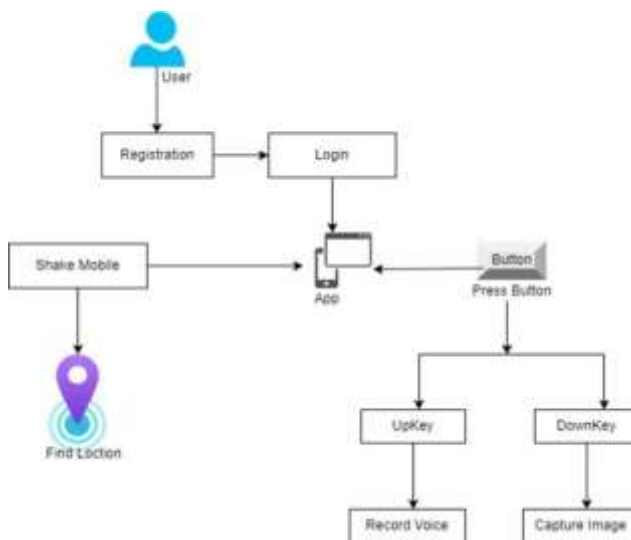 User
Registration
Login
Shake Mobile
App
Button
Press Button
Find Loction
UpKey
DownKey
Record Voice
Capture Image